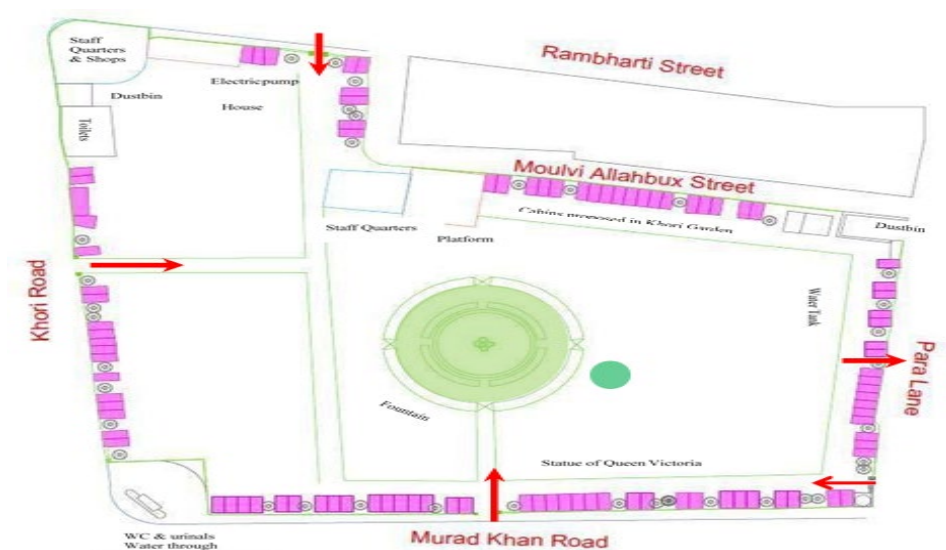 Staff
Quarters
& Shops
Rambharti Street
Electricpump
House
Dustbin
Toilets
Moulvi Allahbux Street
Cabins proposed in Khori Garden
Staff Quarters
Platform
Dustbin
Khori Road
Water Tank
Para Lane
Fountain
Statue of Queen Victoria
WC & urinals
Water through
Murad Khan Road